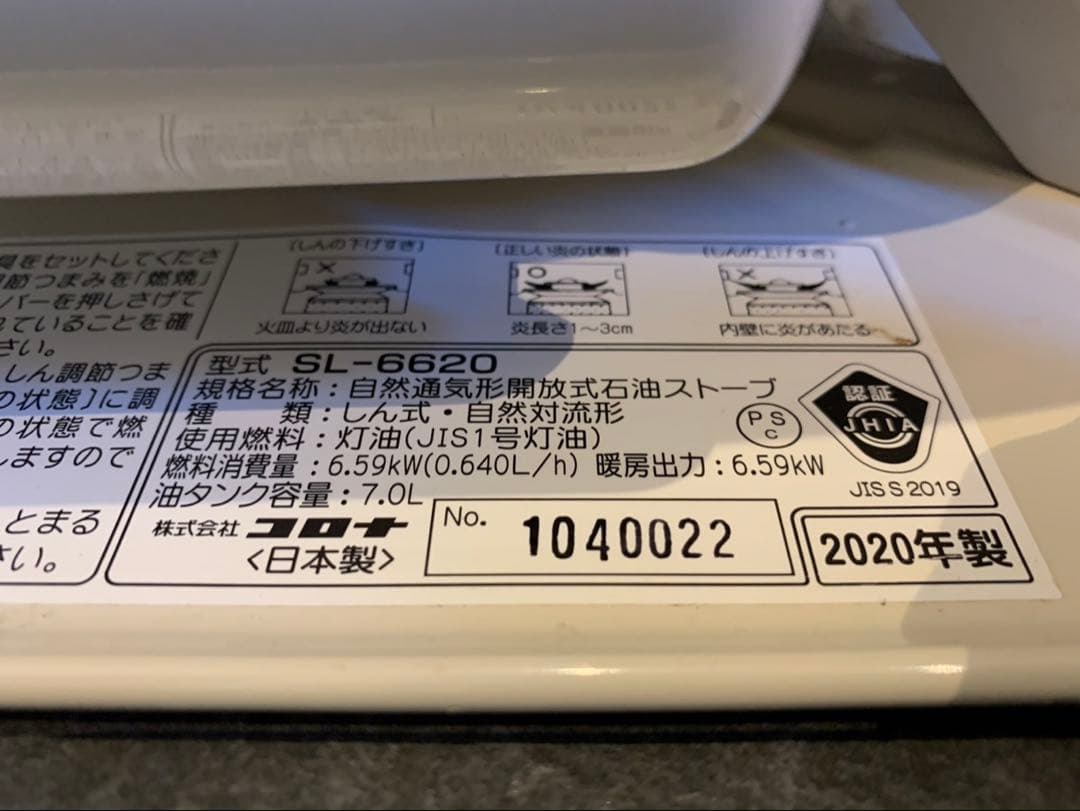 具をセットしてくださ
節つまみを「燃焼」
バーを押しさげて
れていることを確
さい。
しん調節つま
の状態〕に調
の状態で燃
しますので
とまる
さい。
(しんの下げすぎ)
(正しい炎の状態)
(しんの上げすぎ)
火皿より炎が出ない
炎長さ1～3cm
内壁に炎があたる
型式 SL-6620
規格名称：自然通気形開放式石油ストーブ
種　　類：しん式・自然対流形
使用燃料：灯油(JIS1号灯油)
燃料消費量：6.59kW(0.640L/h) 暖房出力：6.59kW
油タンク容量：7.0L
株式会社 コロナ
<日本製>
No. 1040022
PSC
認証
JHIA
JIS S 2019
2020年製